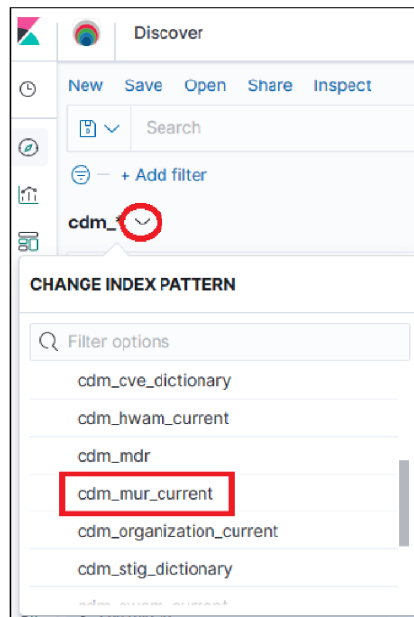 Discover
New Save Open Share Inspect
Search
+ Add filter
cdm_*
CHANGE INDEX PATTERN
Filter options
cdm_cve_dictionary
cdm_hwam_current
cdm_mdr
cdm_mur_current
cdm_organization_current
cdm_stig_dictionary